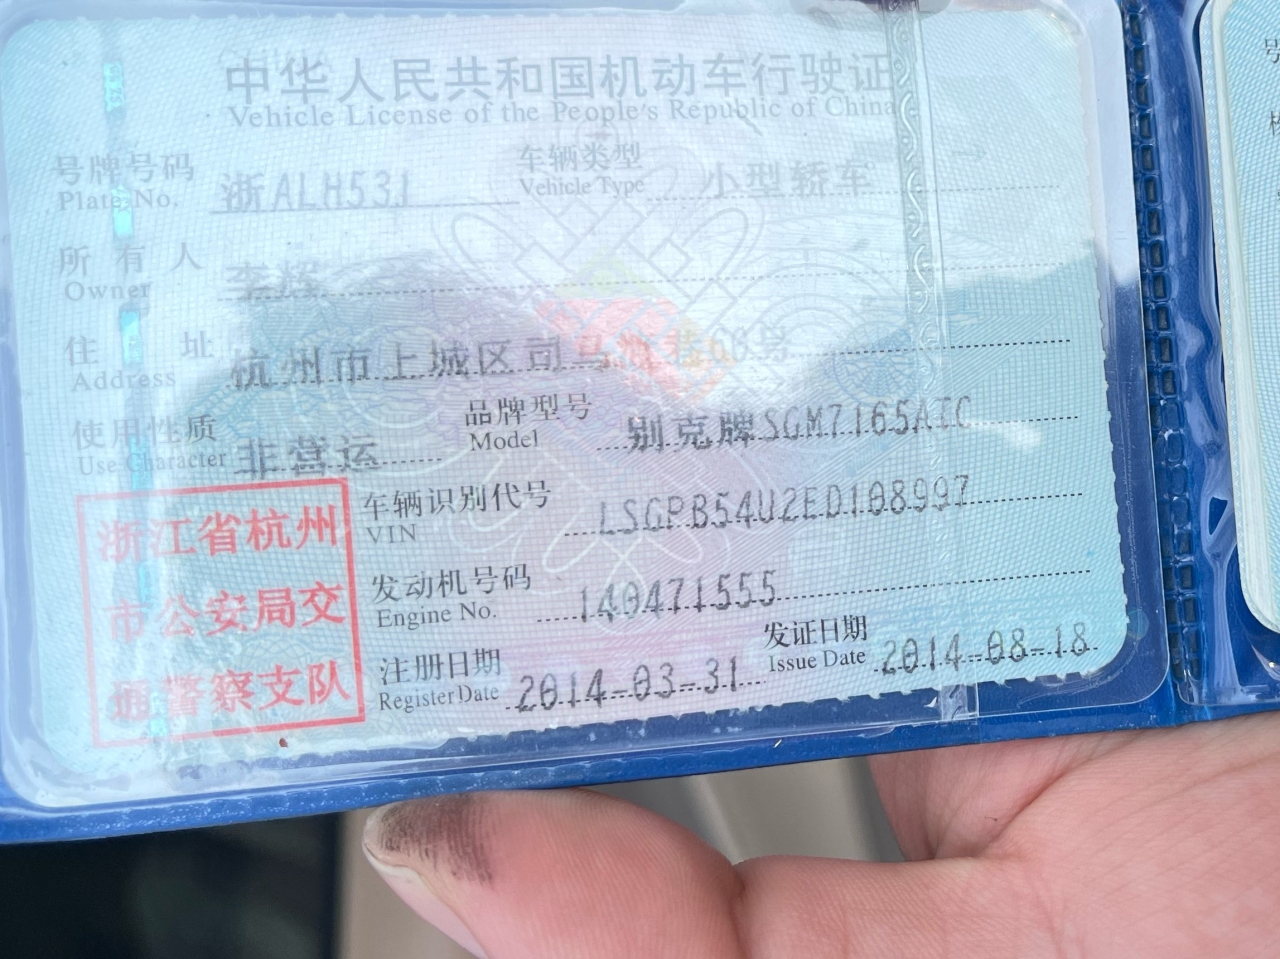 中华人民共和国机动车行驶证
Vehicle License of the People's Republic of China
号牌号码 浙ALH531 车辆类型 小型轿车
Plate No. Vehicle Type
所有人 李辉
Owner
住址 杭州市上城区司马 巷68号
Address
使用性质 非营运 品牌型号 别克牌SGM7165ATC
Use Character Model
车辆识别代号 LSGPB54U2ED108997
VIN
发动机号码 140471555
Engine No.
注册日期 2014-03-31 发证日期 2014-08-18
Register Date Issue Date
浙江省杭州
市公安局交
通警察支队